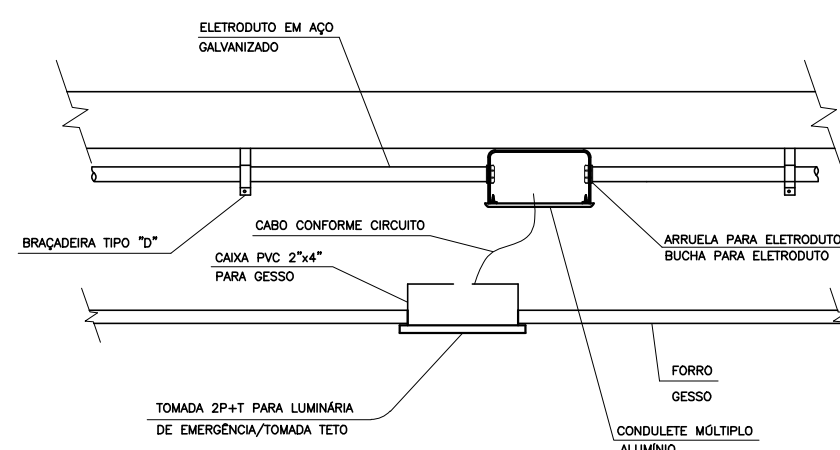 ELETRODUTO EM AÇO
GALVANIZADO
CABO CONFORME CIRCUITO
BRAÇADEIRA TIPO "D"
ARRUELA PARA ELETRODUTO
BUCHA PARA ELETRODUTO
CAIXA PVC 2"x4"
PARA GESSO
FORRO
GESSO
TOMADA 2P+T PARA LUMINÁRIA
DE EMERGÊNCIA/TOMADA TETO
CONDULETE MÚLTIPLO
ALUMÍNIO